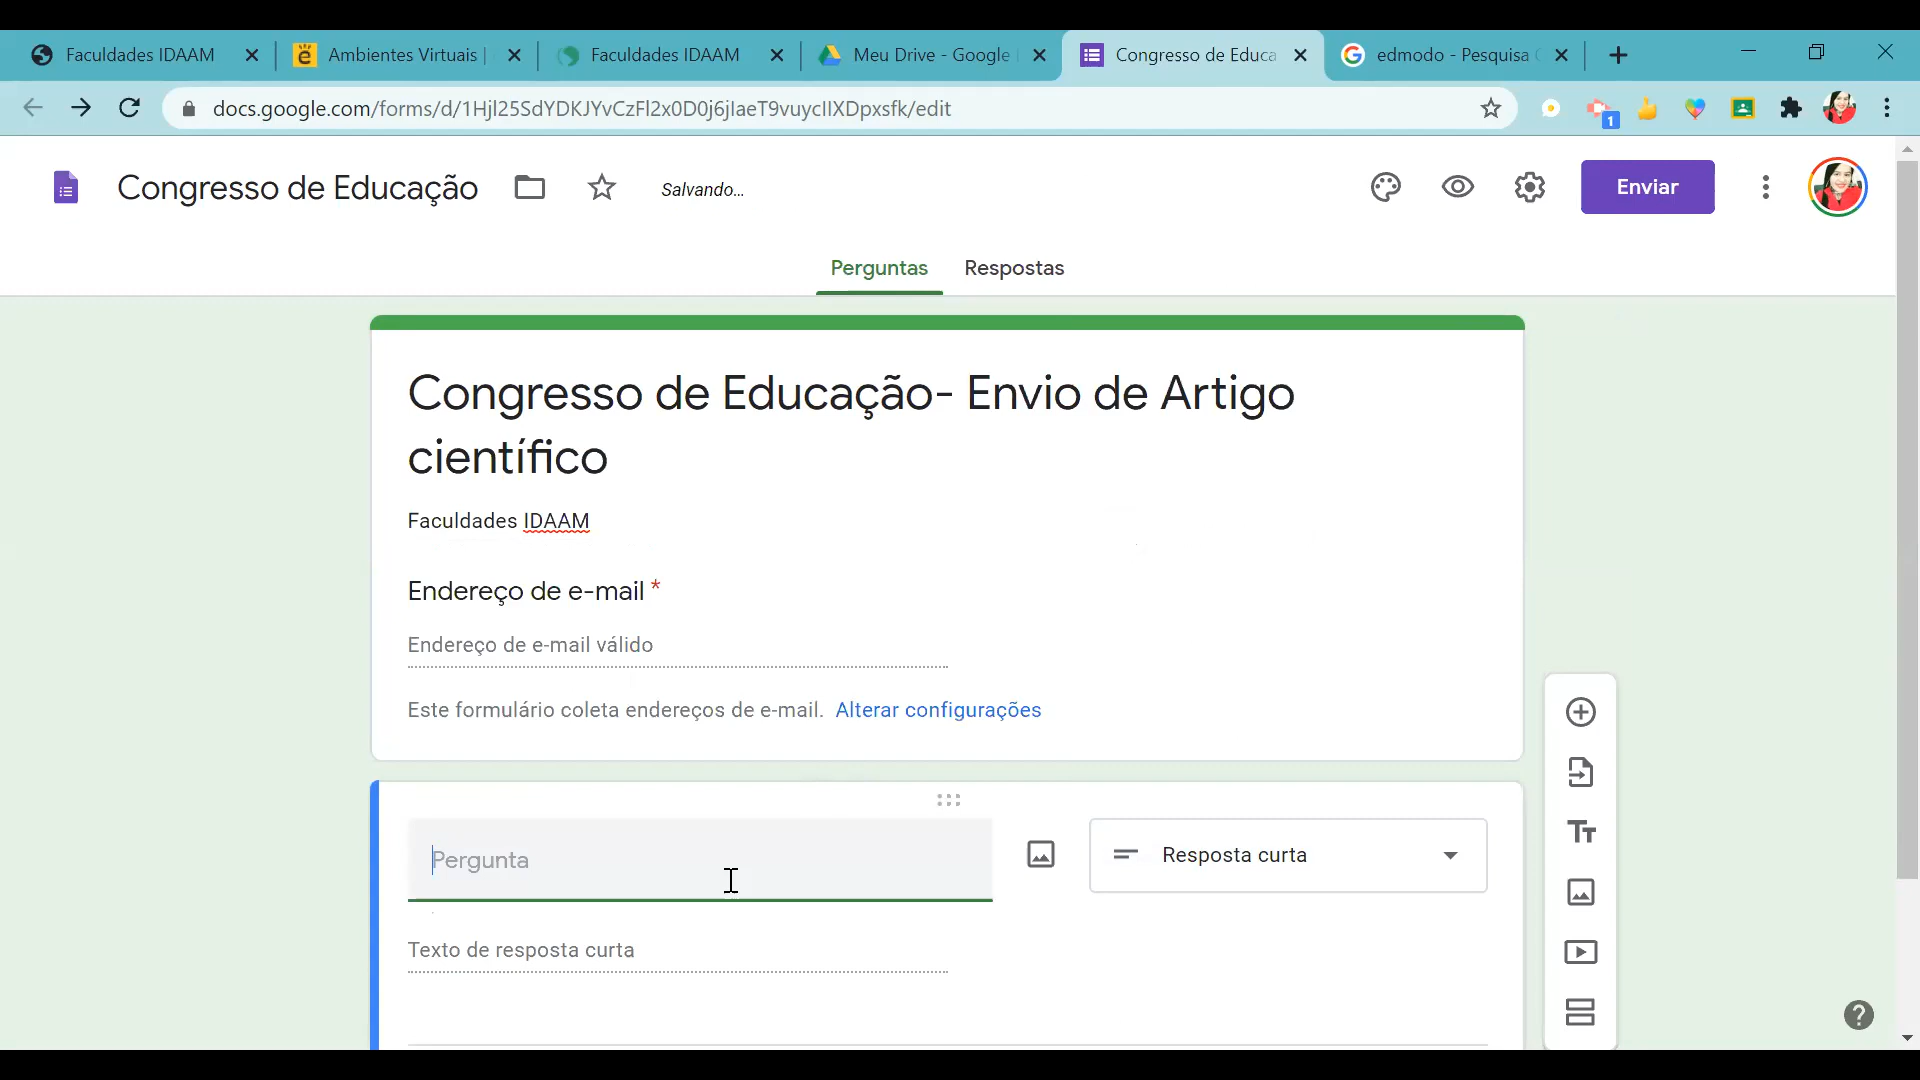 Faculdades IDAAM
Ambientes Virtuais |
Faculdades IDAAM
Meu Drive - Google
Congresso de Educa
edmodo - Pesquisa
docs.google.com/forms/d/1Hjl25SdYDKJYvCzFl2x0D0j6jIaeT9vuycIIXDpxsfk/edit
1
Congresso de Educação
Salvando...
Enviar
Perguntas
Respostas
Congresso de Educação- Envio de Artigo
científico
Faculdades IDAAM
Endereço de e-mail *
Endereço de e-mail válido
Este formulário coleta endereços de e-mail. Alterar configurações
Pergunta
Resposta curta
Texto de resposta curta